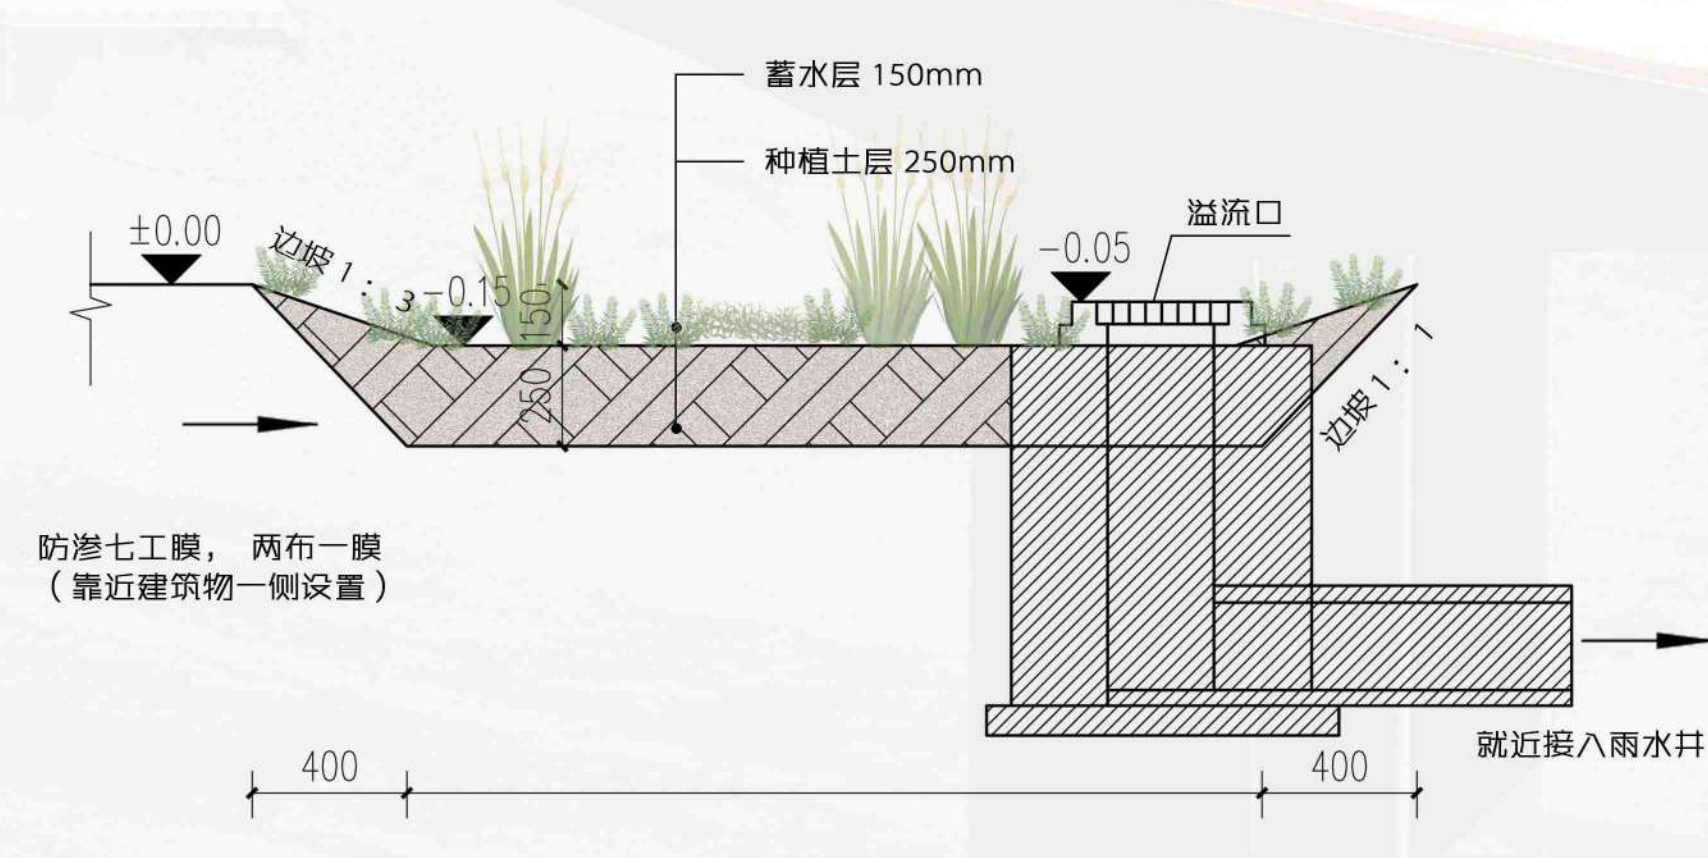 蓄水层 150mm
种植土层 250mm
溢流口
±0.00
边坡 1：3
-0.15
150
-0.05
250
边坡 1：1
防渗七工膜， 两布一膜
（靠近建筑物一侧设置）
就近接入雨水井
400
400